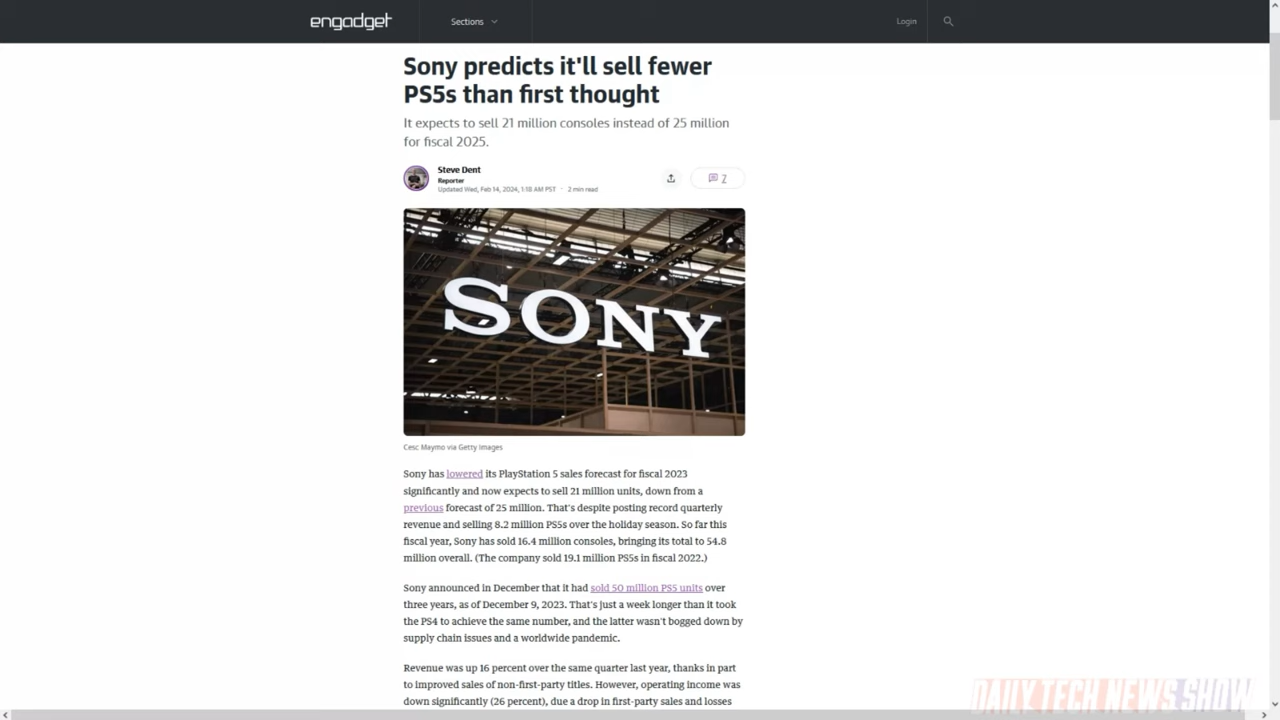 engadget
Sections
Login
Sony predicts it'll sell fewer
PS5s than first thought
It expects to sell 21 million consoles instead of 25 million
for fiscal 2025.
Steve Dent
Reporter
Updated Wed, Feb 14, 2024, 1:18 AM PST · 2 min read
7
SONY
Cesc Maymo via Getty Images
Sony has lowered its PlayStation 5 sales forecast for fiscal 2023
significantly and now expects to sell 21 million units, down from a
previous forecast of 25 million. That's despite posting record quarterly
revenue and selling 8.2 million PS5s over the holiday season. So far this
fiscal year, Sony has sold 16.4 million consoles, bringing its total to 54.8
million overall. (The company sold 19.1 million PS5s in fiscal 2022.)
Sony announced in December that it had sold 50 million PS5 units over
three years, as of December 9, 2023. That's just a week longer than it took
the PS4 to achieve the same number, and the latter wasn't bogged down by
supply chain issues and a worldwide pandemic.
Revenue was up 16 percent over the same quarter last year, thanks in part
to improved sales of non-first-party titles. However, operating income was
down significantly (26 percent), due a drop in first-party sales and losses
DAILY TECH NEWS SHOW